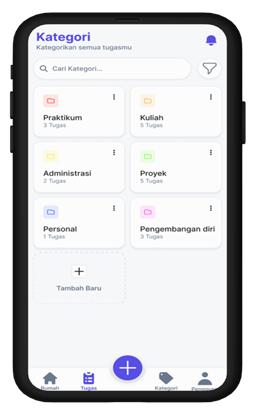 Kategori
Kategorikan semua tugasmu
Cari Kategori...
Praktikum
3 Tugas
Kuliah
5 Tugas
Administrasi
2 Tugas
Proyek
5 Tugas
Personal
1 Tugas
Pengembangan diri
3 Tugas
Tambah Baru
Rumah
Tugas
Kategori